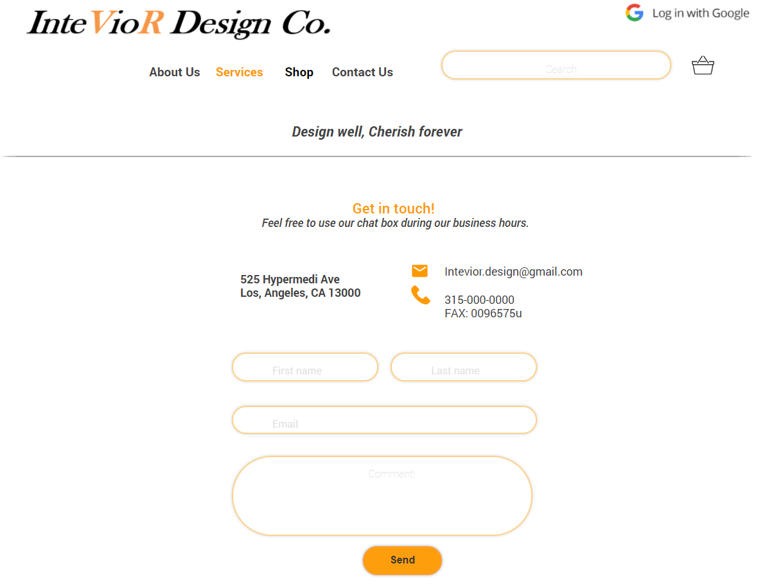 InteVioR Design Co.
Log in with Google
About Us Services Shop Contact Us
Search
Design well, Cherish forever
Get in touch!
Feel free to use our chat box during our business hours.
525 Hypermedi Ave
Los, Angeles, CA 13000
Intevior.design@gmail.com
315-000-0000
FAX: 0096575u
First name Last name
Email
Comment
Send